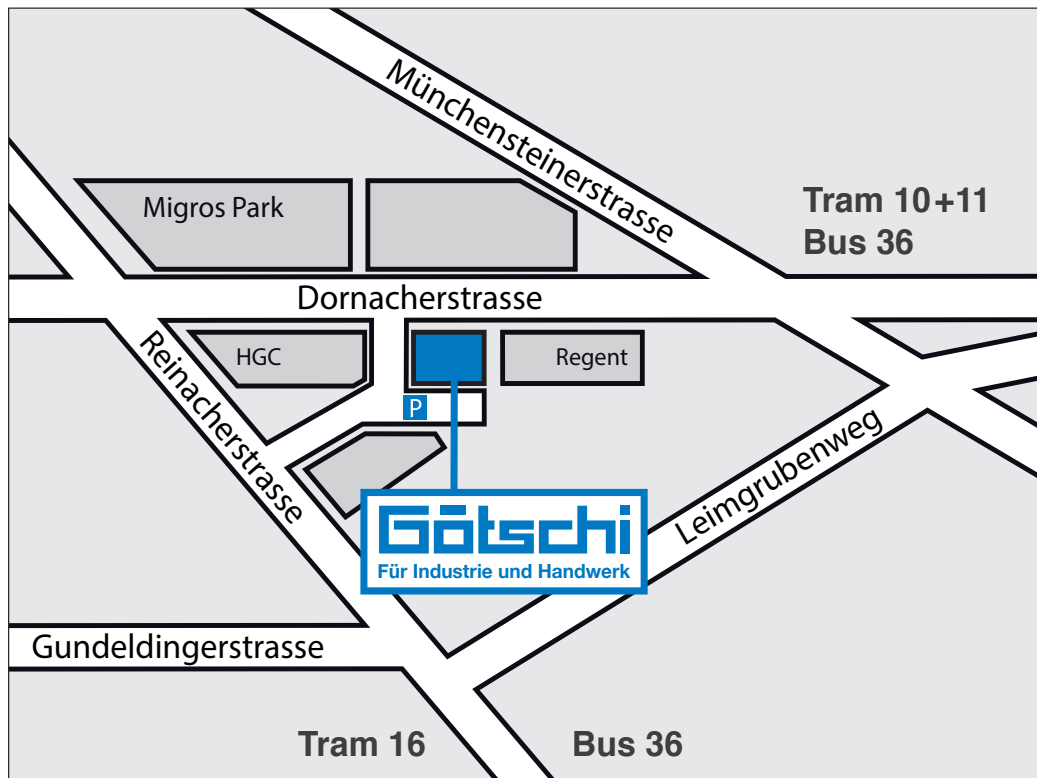 Münchensteinerstrasse
Migros Park
Tram 10+11
Bus 36
Dornacherstrasse
Reinacherstrasse
HGC
Regent
P
Leimgrubenweg
Götschi
Für Industrie und Handwerk
Gundeldingerstrasse
Tram 16
Bus 36